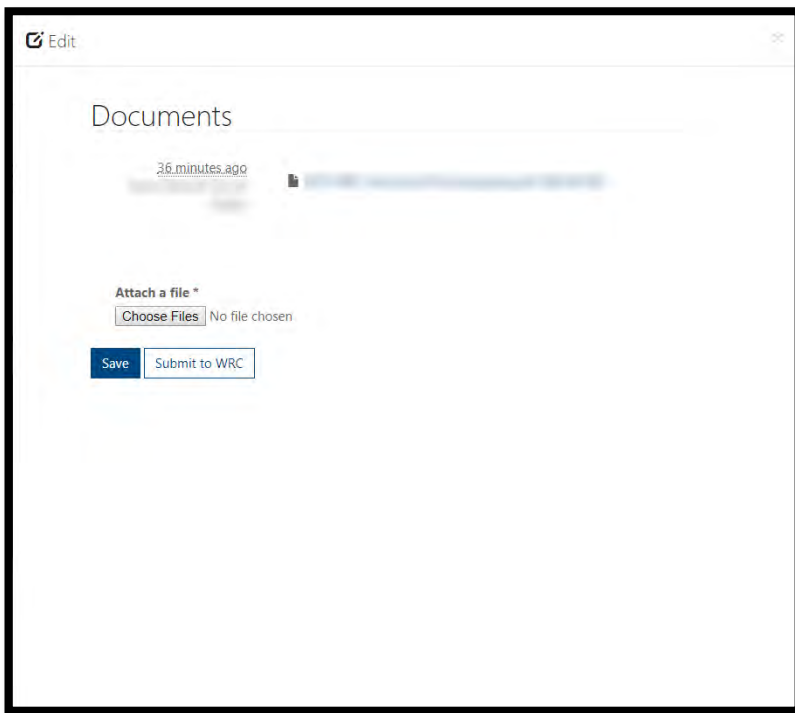 Edit
Documents
36 minutes ago
Attach a file *
Choose Files No file chosen
Save Submit to WRC